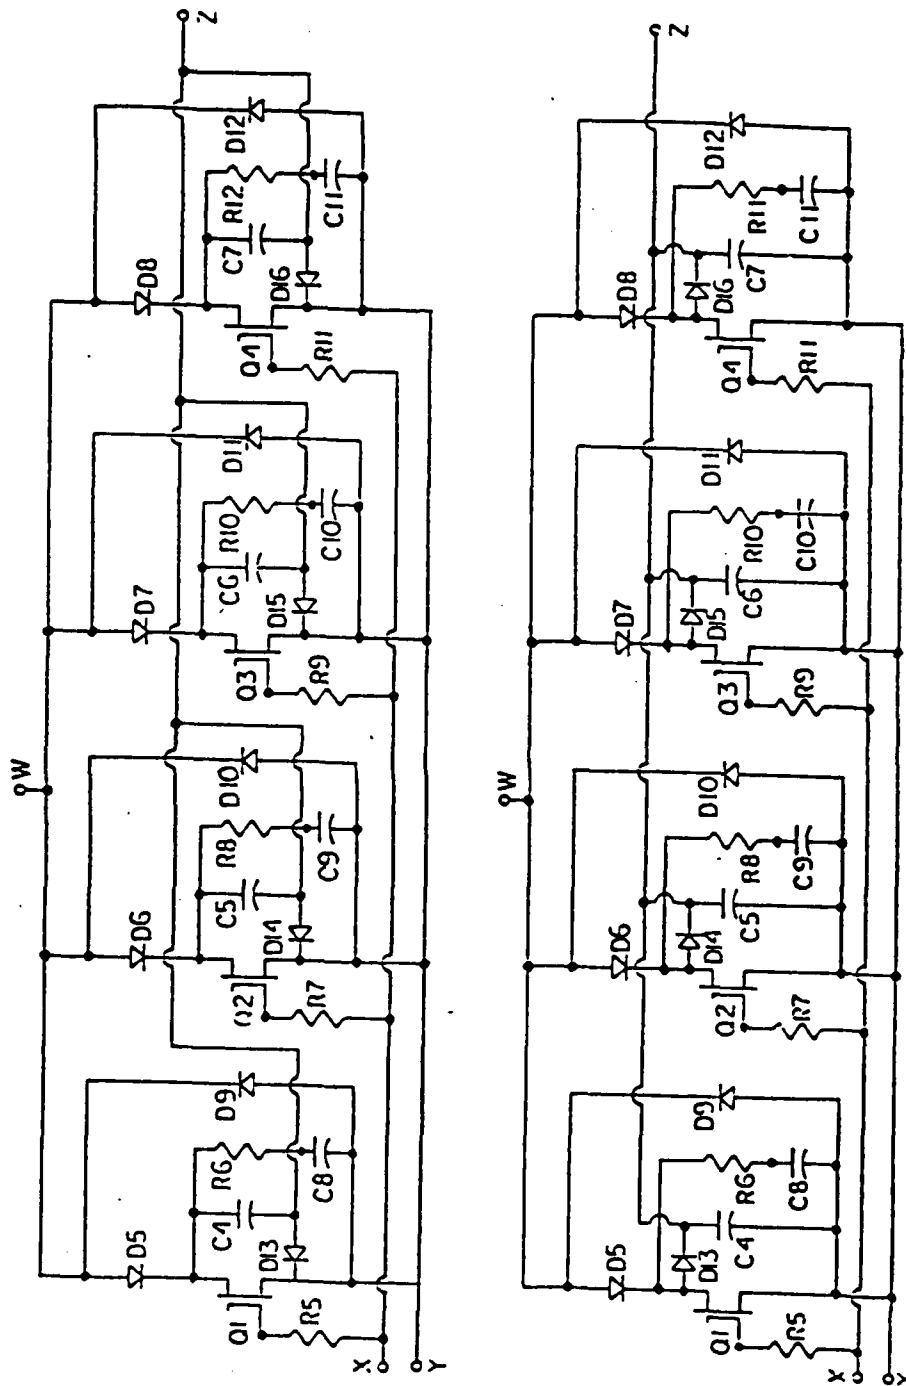 W
Z
D5
D6
D7
D8
D9
D10
D11
D12
R6
R8
R10
R12
C4
C5
C6
C7
C8
C9
C10
C11
D13
D14
D15
D16
Q1
Q2
Q3
Q4
R5
R7
R9
R11
X
Y
W
Z
D5
D6
D7
D8
D9
D10
D11
D12
D13
D14
D15
D16
R6
R8
R10
R11
C4
C5
C6
C7
C8
C9
C10
C11
Q1
Q2
Q3
Q4
R5
R7
R9
R11
X
Y